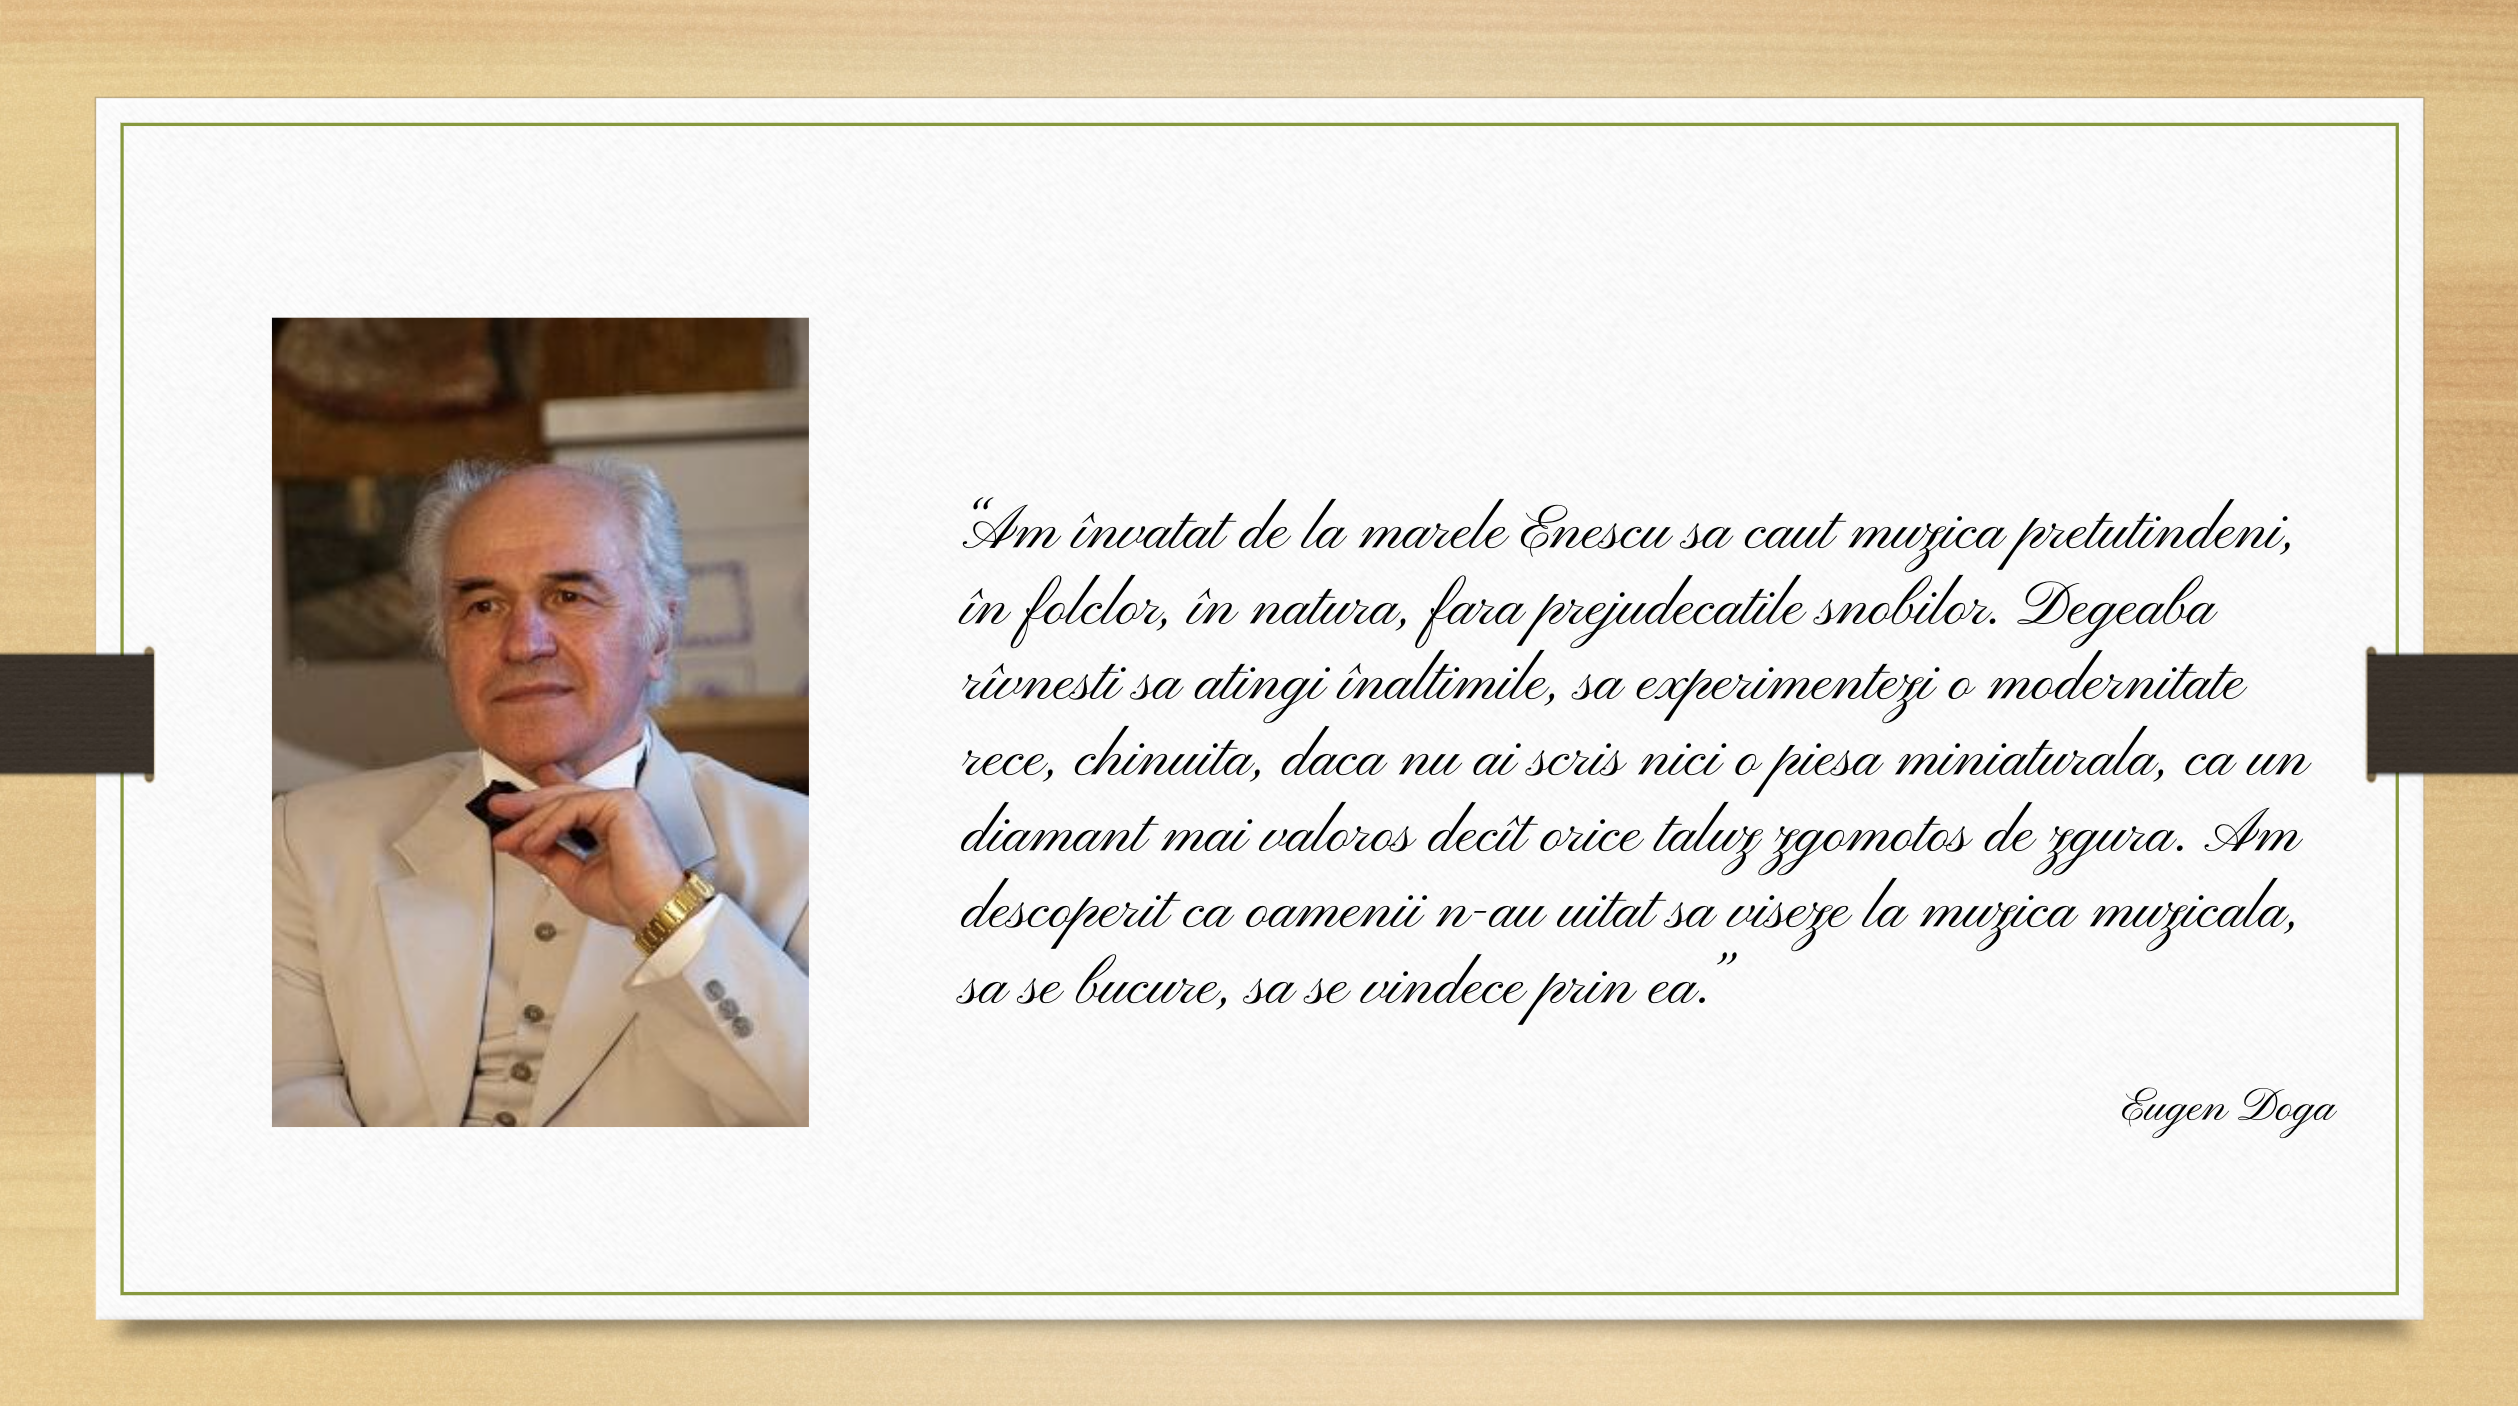 “Am învatat de la marele Enescu sa caut muzica pretutindeni,
în folclor, în natura, fara prejudecatile snobilor. Degeaba
rîvnesti sa atingi înaltimile, sa experimentezi o modernitate
rece, chinuita, daca nu ai scris nici o piesa miniaturala, ca un
diamant mai valoros decît orice taluz zgomotos de zgura. Am
descoperit ca oamenii n-au uitat sa viseze la muzica muzicala,
sa se bucure, sa se vindece prin ea.”
Eugen Doga